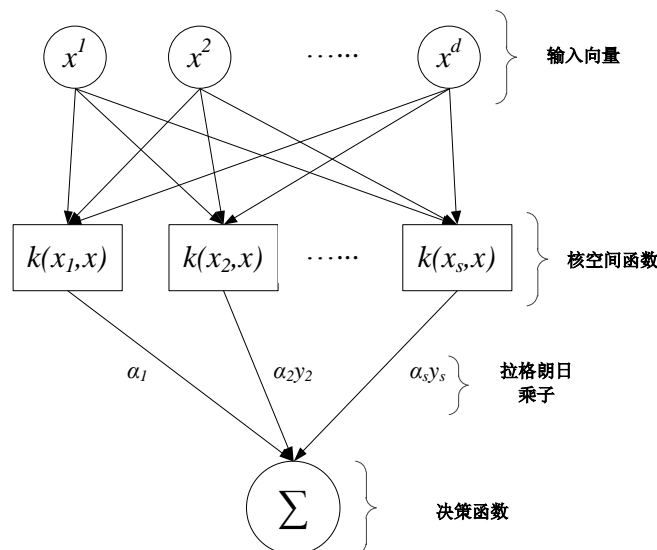 x^1 x^2 ······ x^d 输入向量
k(x_1,x) k(x_2,x) ······ k(x_s,x) 核空间函数
α_1 α_2y_2 α_sy_s 拉格朗日
乘子
∑ 决策函数